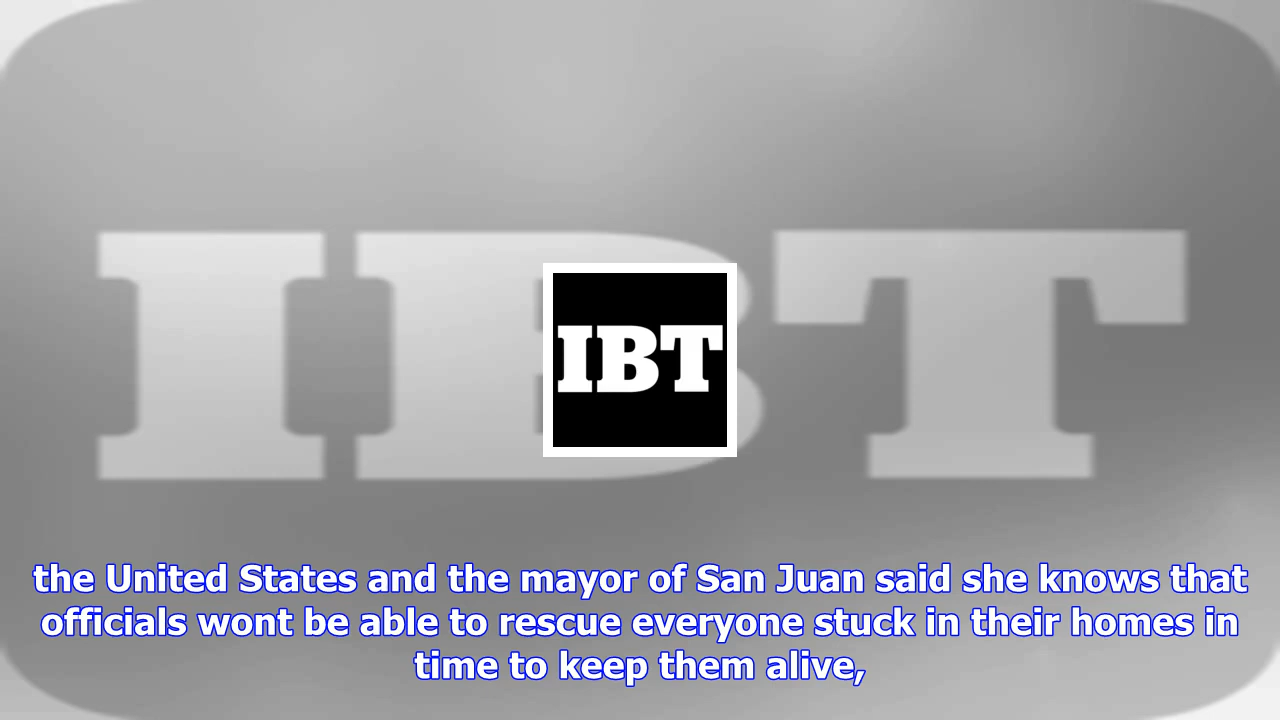 IBT
IBT
the United States and the mayor of San Juan said she knows that
officials wont be able to rescue everyone stuck in their homes in
time to keep them alive,